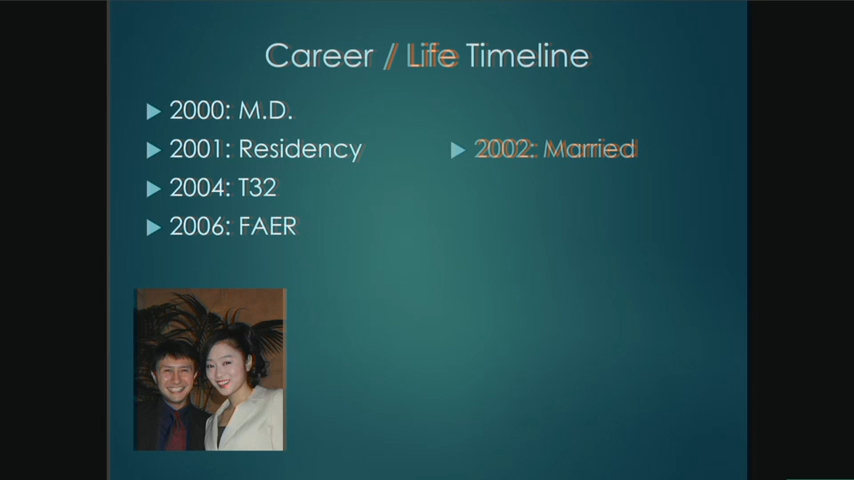 Career / Life Timeline
2000: M.D.
2001: Residency
2002: Married
2004: T32
2006: FAER